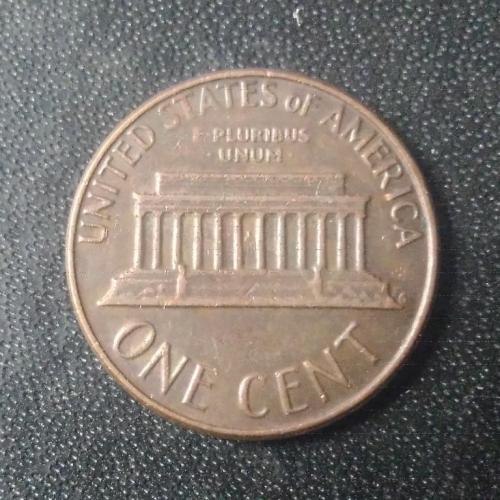 UNITED STATES of AMERICA
E PLURIBUS
· UNUM ·
ONE CENT